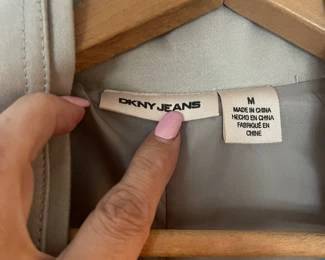 DKNY JEANS
M
MADE IN CHINA
HECHO EN CHINA
FABRIQUÉ EN
CHINE